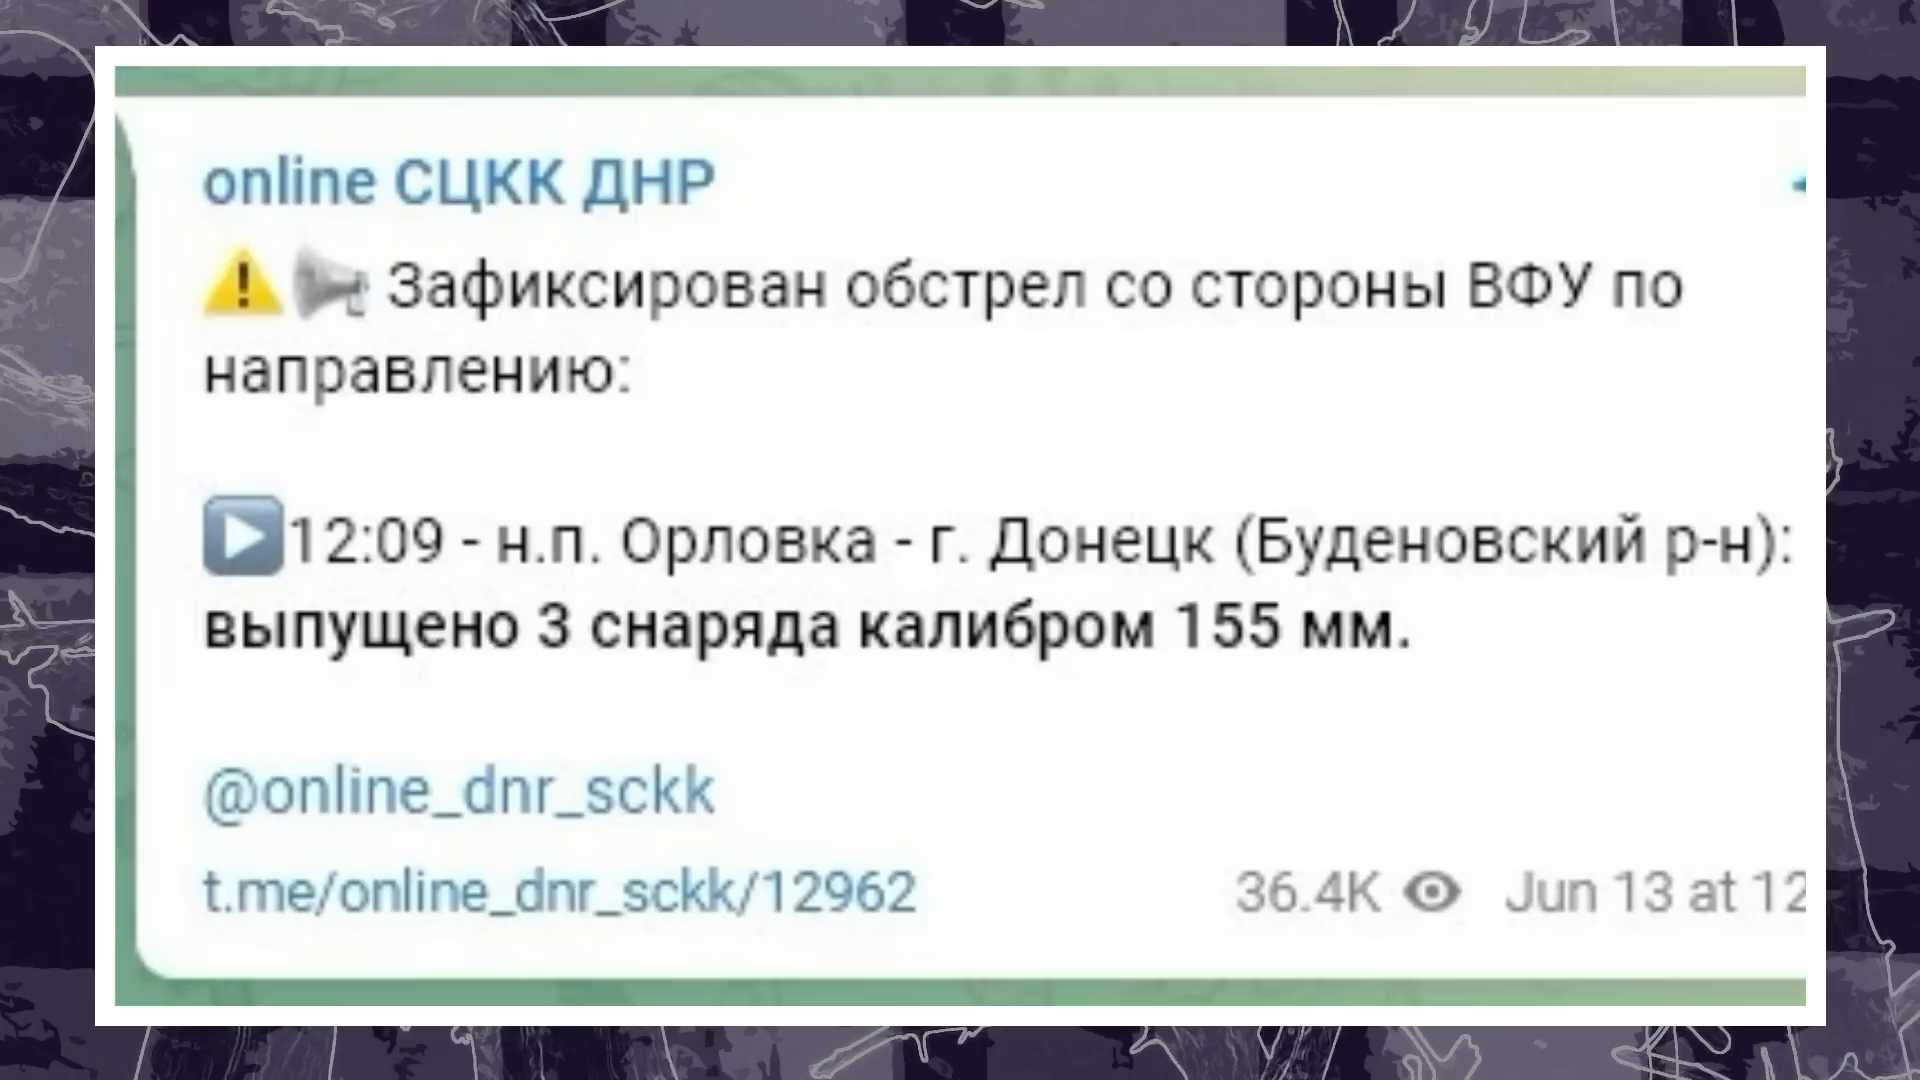 online СЦКК ДНР
⚠️📢 Зафиксирован обстрел со стороны ВФУ по
направлению:
▶️12:09 - н.п. Орловка - г. Донецк (Буденовский р-н):
выпущено 3 снаряда калибром 155 мм.
@online_dnr_sckk
t.me/online_dnr_sckk/12962
36.4K Jun 13 at 12